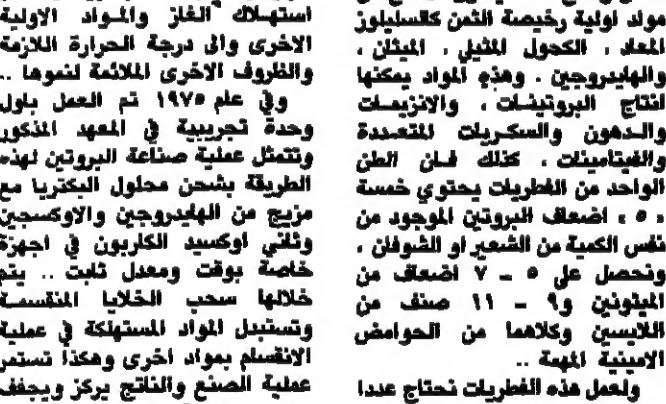 مواد اولية رخيصة الثمن كالسليلوز
المعاد ، الكحول المثيلي ، الميثان ،
والهايدروجين . وهذه المواد يمكنها
انتاج البروتينات ، والانزيمات
والدهون والسكريات المتعددة
والفيتامينات . كذلك فان الطن
الواحد من الفطريات يحتوي خمسة
« ٥ » اضعاف البروتين الموجود من
نفس الكمية من الشعير او الشوفان ،
ونحصل على ٥ ـ ٧ اضعاف من
الميثونين و٩ ـ ١١ صنف من
اللايسين وكلاهما من الحوامض
الامينية المهمة ..
ولعمل هذه الفطريات نحتاج عددا
استهلاك الغاز والمواد الاولية
الاخرى والى درجة الحرارة اللازمة
والظروف الاخرى الملائمة لنموها ..
وفي عام ١٩٧٥ تم العمل باول
وحدة تجريبية في المعهد المذكور
وتتمثل عملية صناعة البروتين لهذه
الطريقة بشحن محلول البكتريا مع
مزيج من الهايدروجين والاوكسجين
وثاني اوكسيد الكاربون في اجهزة
خاصة بوقت ومعدل ثابت .. يتم
خلالها سحب الخلايا المنقسمة
وتستبدل المواد المستهلكة في عملية
الانقسام بمواد اخرى وهكذا تستمر
عملية الصنع والناتج يركز ويجفف